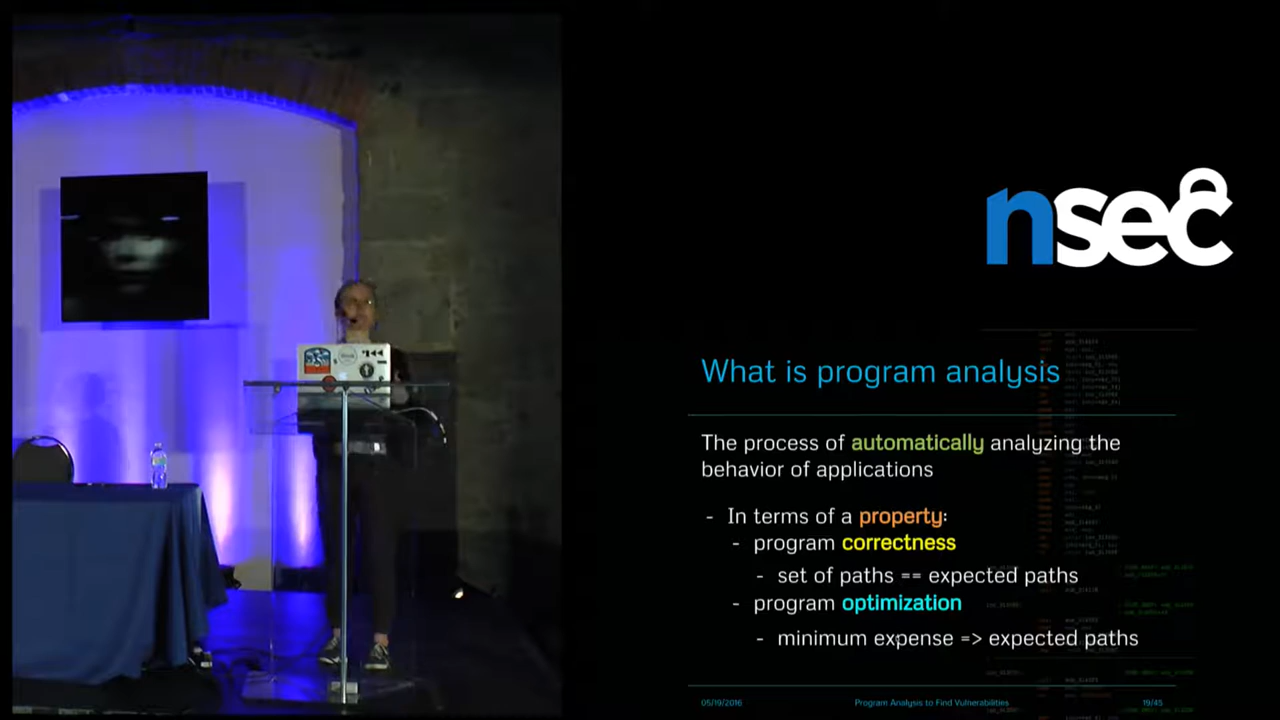 nsec
What is program analysis
The process of automatically analyzing the
behavior of applications
- In terms of a property:
- program correctness
- set of paths == expected paths
- program optimization
- minimum expense => expected paths
05/19/2016 Program Analysis to Find Vulnerabilities 19/45